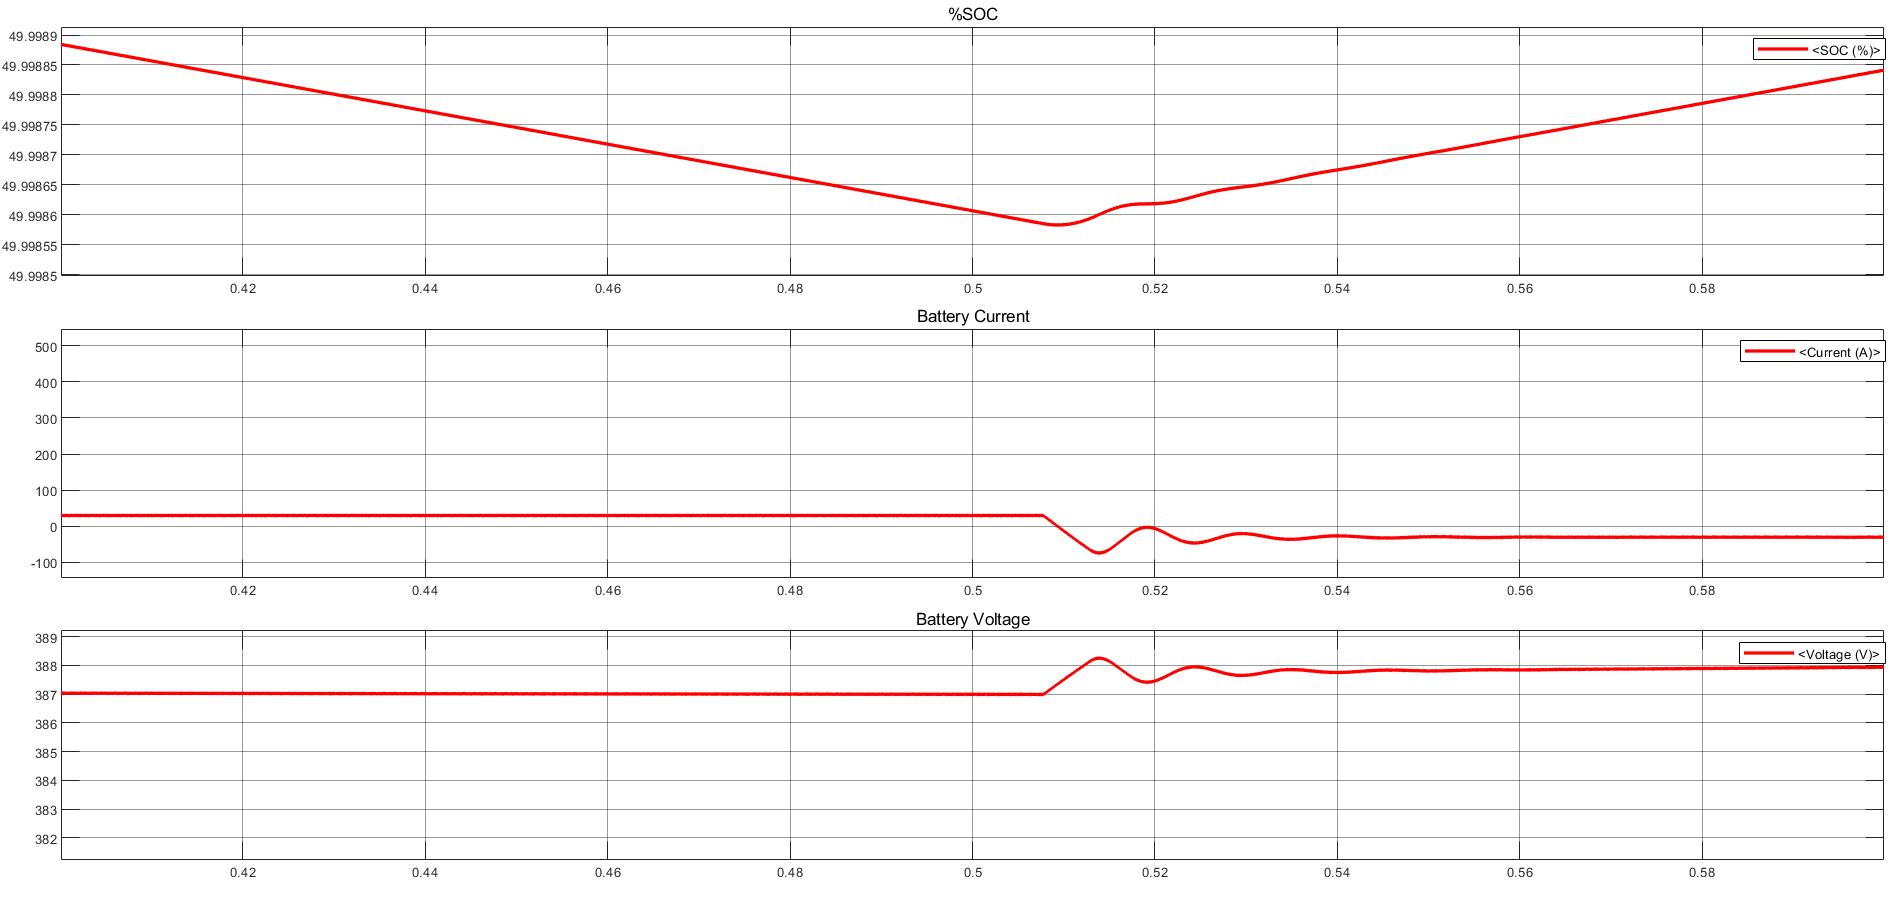 %SOC
49.9989
<SOC (%)>
49.99885
49.9988
49.99875
49.9987
49.99865
49.9986
49.99855
49.9985
0.42 0.44 0.46 0.48 0.5 0.52 0.54 0.56 0.58
Battery Current
500
<Current (A)>
400
300
200
100
0
-100
0.42 0.44 0.46 0.48 0.5 0.52 0.54 0.56 0.58
Battery Voltage
389
<Voltage (V)>
388
387
386
385
384
383
382
0.42 0.44 0.46 0.48 0.5 0.52 0.54 0.56 0.58